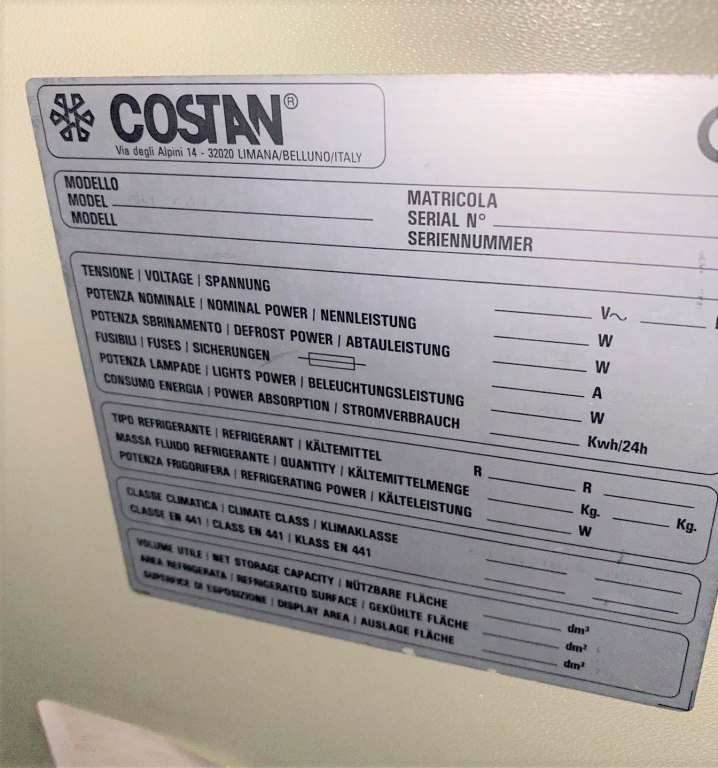 COSTAN®
Via degli Alpini 14 - 32020 LIMANA/BELLUNO/ITALY
MODELLO
MODEL
MODELL
MATRICOLA
SERIAL N°
SERIENNUMMER
TENSIONE | VOLTAGE | SPANNUNG V~
POTENZA NOMINALE | NOMINAL POWER | NENNLEISTUNG W
POTENZA SBRINAMENTO | DEFROST POWER | ABTAULEISTUNG W
FUSIBILI | FUSES | SICHERUNGEN A
POTENZA LAMPADE | LIGHTS POWER | BELEUCHTUNGSLEISTUNG W
CONSUMO ENERGIA | POWER ABSORPTION | STROMVERBRAUCH Kwh/24h
TIPO REFRIGERANTE | REFRIGERANT | KÄLTEMITTEL R R
MASSA FLUIDO REFRIGERANTE | QUANTITY | KÄLTEMITTELMENGE Kg. Kg.
POTENZA FRIGORIFERA | REFRIGERATING POWER | KÄLTELEISTUNG W
CLASSE CLIMATICA | CLIMATE CLASS | KLIMAKLASSE
CLASSE EN 441 | CLASS EN 441 | KLASS EN 441
VOLUME UTILE | NET STORAGE CAPACITY | NÜTZBARE FLÄCHE dm³
AREA REFRIGERATA | REFRIGERATED SURFACE | GEKÜHLTE FLÄCHE dm²
SUPERFICE DI ESPOSIZIONE | DISPLAY AREA | AUSLAGE FLÄCHE dm²